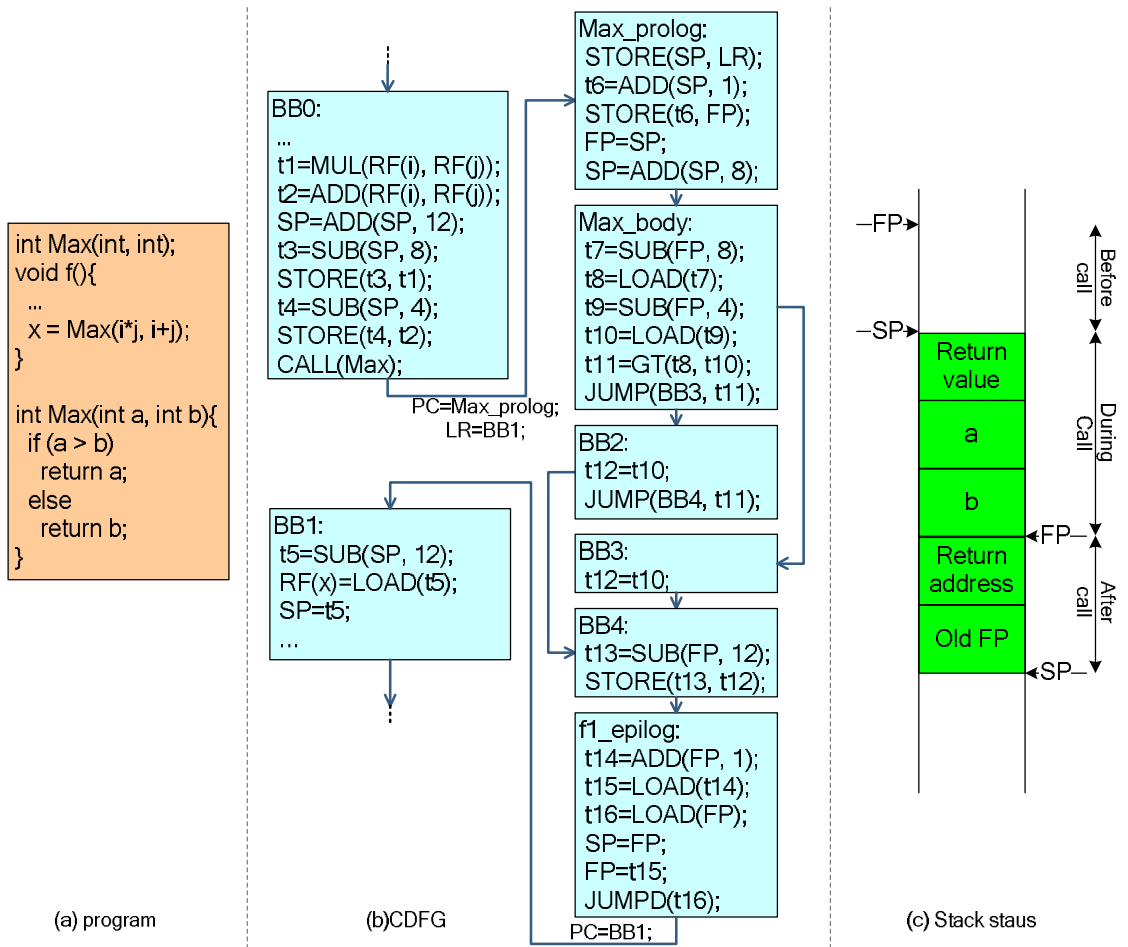 int Max(int, int);
void f(){
...
x = Max(i*j, i+j);
}
int Max(int a, int b){
if (a > b)
return a;
else
return b;
}
(a) program
BB0:
...
t1=MUL(RF(i), RF(j));
t2=ADD(RF(i), RF(j));
SP=ADD(SP, 12);
t3=SUB(SP, 8);
STORE(t3, t1);
t4=SUB(SP, 4);
STORE(t4, t2);
CALL(Max);
PC=Max_prolog;
LR=BB1;
BB1:
t5=SUB(SP, 12);
RF(x)=LOAD(t5);
SP=t5;
...
Max_prolog:
STORE(SP, LR);
t6=ADD(SP, 1);
STORE(t6, FP);
FP=SP;
SP=ADD(SP, 8);
Max_body:
t7=SUB(FP, 8);
t8=LOAD(t7);
t9=SUB(FP, 4);
t10=LOAD(t9);
t11=GT(t8, t10);
JUMP(BB3, t11);
BB2:
t12=t10;
JUMP(BB4, t11);
BB3:
t12=t10;
BB4:
t13=SUB(FP, 12);
STORE(t13, t12);
f1_epilog:
t14=ADD(FP, 1);
t15=LOAD(t14);
t16=LOAD(FP);
SP=FP;
FP=t15;
JUMPD(t16);
PC=BB1;
(b)CDFG
FP
SP
Return
value
a
b
Return
address
Old FP
FP
SP
Before
call
During
Call
After
call
(c) Stack staus